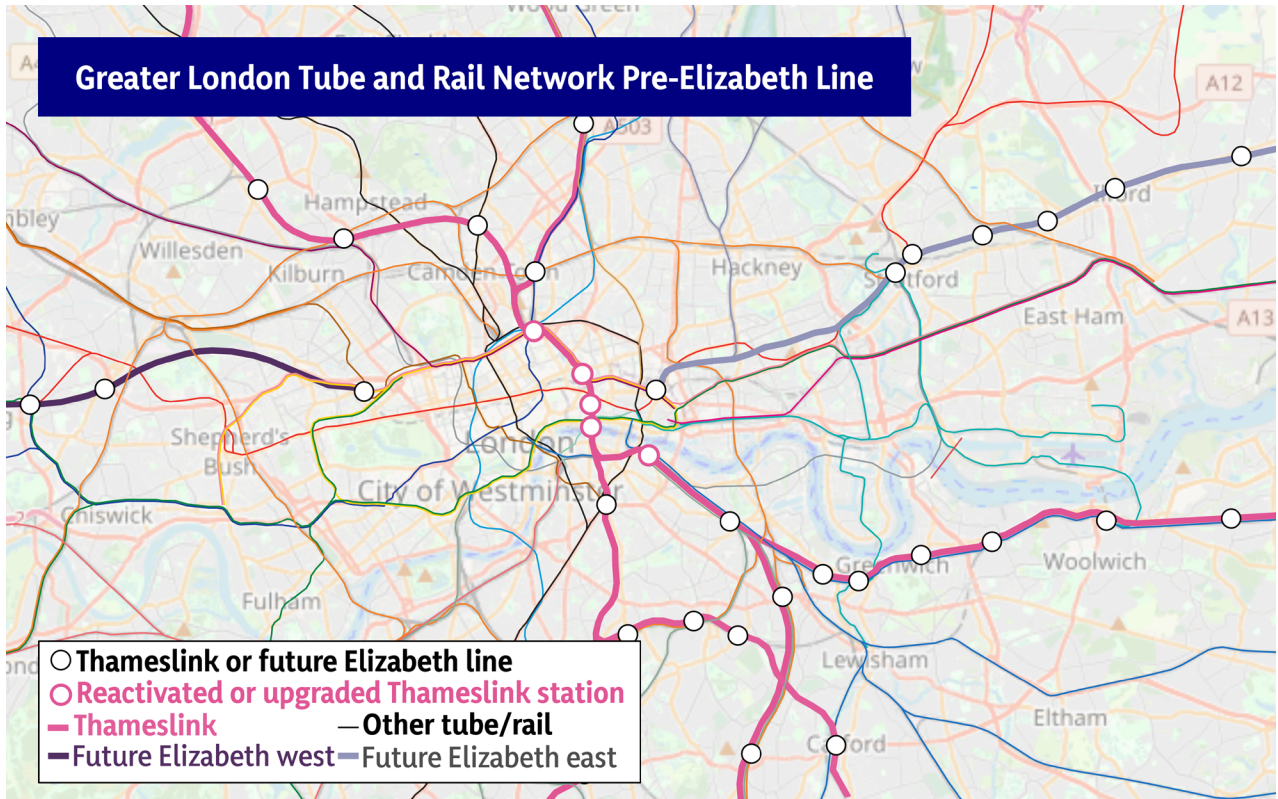 Wood Green
Greater London Tube and Rail Network Pre-Elizabeth Line
A12
A503
Hampstead
Ilford
Willesden
Kilburn
Camden Town
Hackney
Stratford
East Ham
A13
Shepherd's
Bush
London
City of Westminster
Chiswick
Greenwich
Woolwich
Fulham
Lewisham
Eltham
Catford
Thameslink or future Elizabeth line
Reactivated or upgraded Thameslink station
Thameslink
Other tube/rail
Future Elizabeth west
Future Elizabeth east